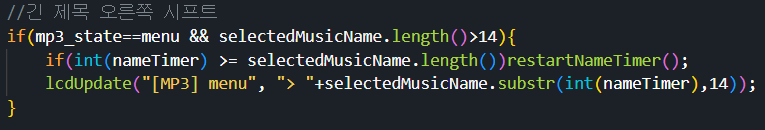 //긴 제목 오른쪽 시프트
if(mp3_state==menu && selectedMusicName.length()>14){
if(int(nameTimer) >= selectedMusicName.length())restartNameTimer();
lcdUpdate("[MP3] menu", "> "+selectedMusicName.substr(int(nameTimer),14));
}